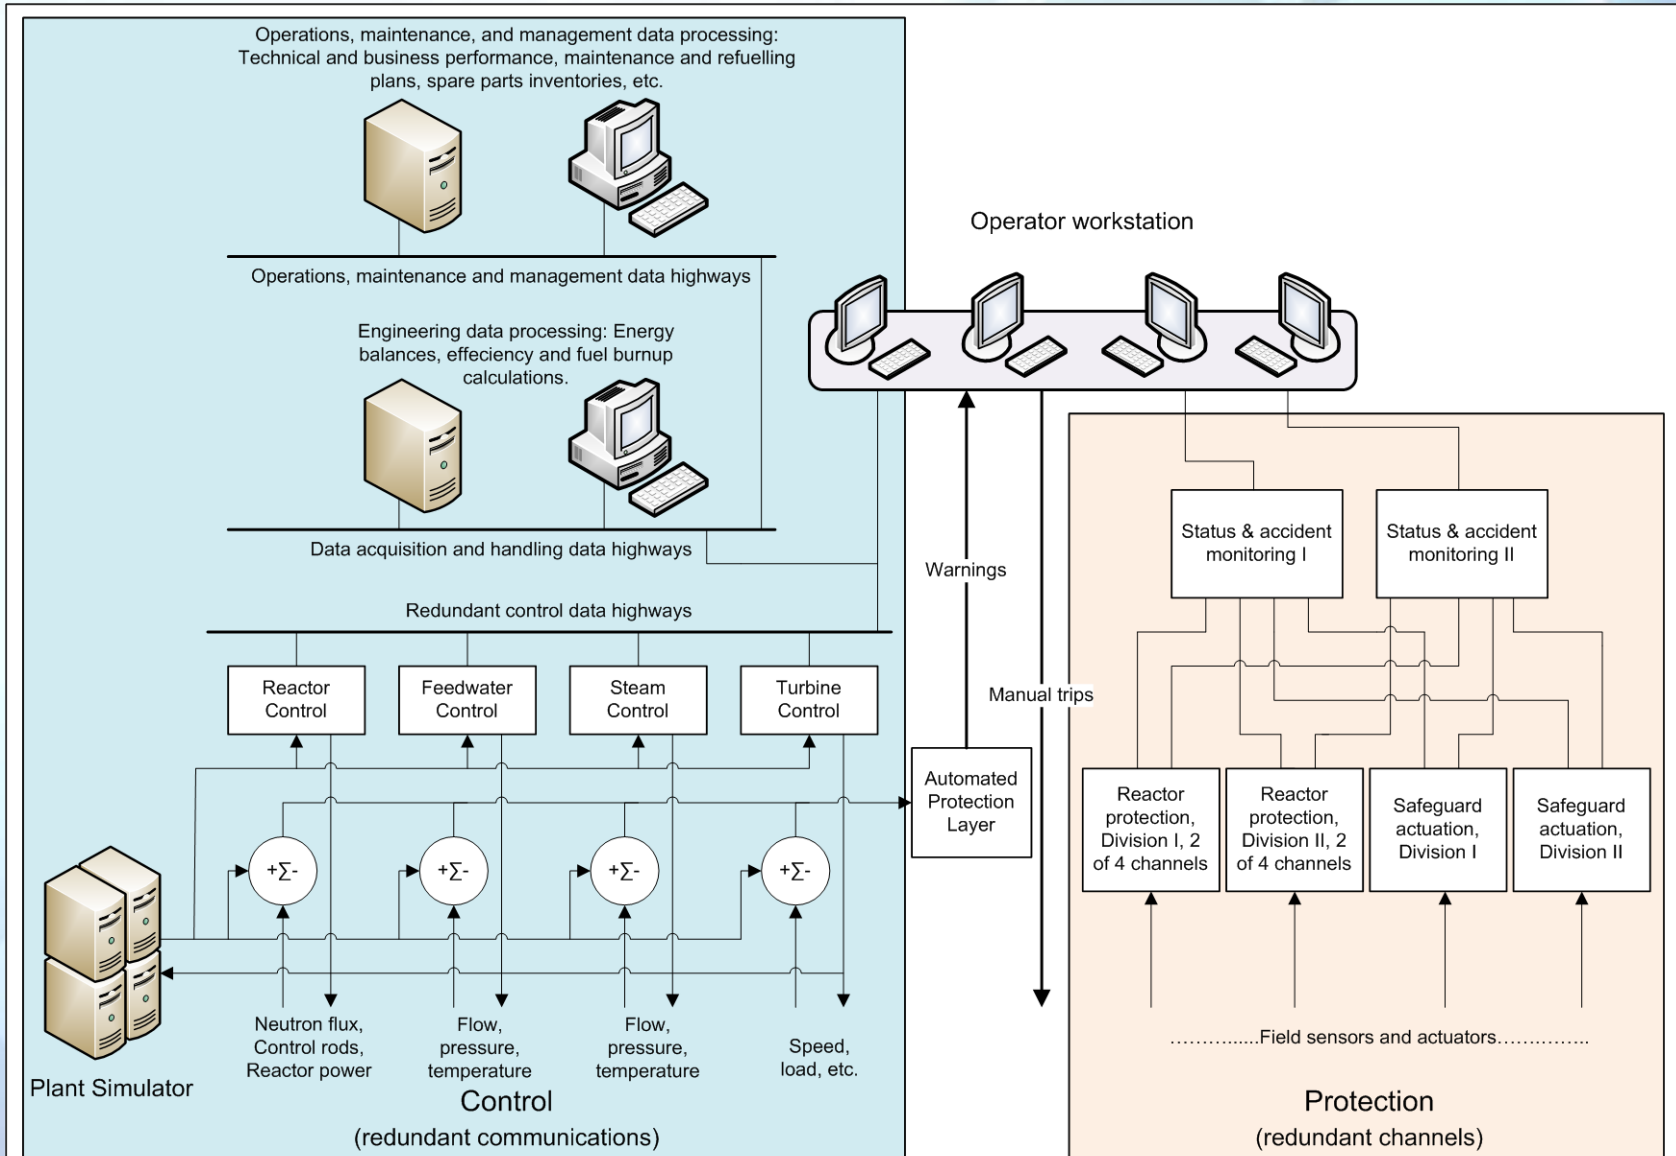 Operations, maintenance, and management data processing:
Technical and business performance, maintenance and refuelling
plans, spare parts inventories, etc.
Operations, maintenance and management data highways
Engineering data processing: Energy
balances, effeciency and fuel burnup
calculations.
Data acquisition and handling data highways
Redundant control data highways
Reactor
Control
Feedwater
Control
Steam
Control
Turbine
Control
+Σ-
+Σ-
+Σ-
+Σ-
Plant Simulator
Neutron flux,
Control rods,
Reactor power
Flow,
pressure,
temperature
Flow,
pressure,
temperature
Speed,
load, etc.
Control
(redundant communications)
Operator workstation
Warnings
Manual trips
Automated
Protection
Layer
Status & accident
monitoring I
Status & accident
monitoring II
Reactor
protection,
Division I, 2
of 4 channels
Reactor
protection,
Division II, 2
of 4 channels
Safeguard
actuation,
Division I
Safeguard
actuation,
Division II
...............Field sensors and actuators...............
Protection
(redundant channels)